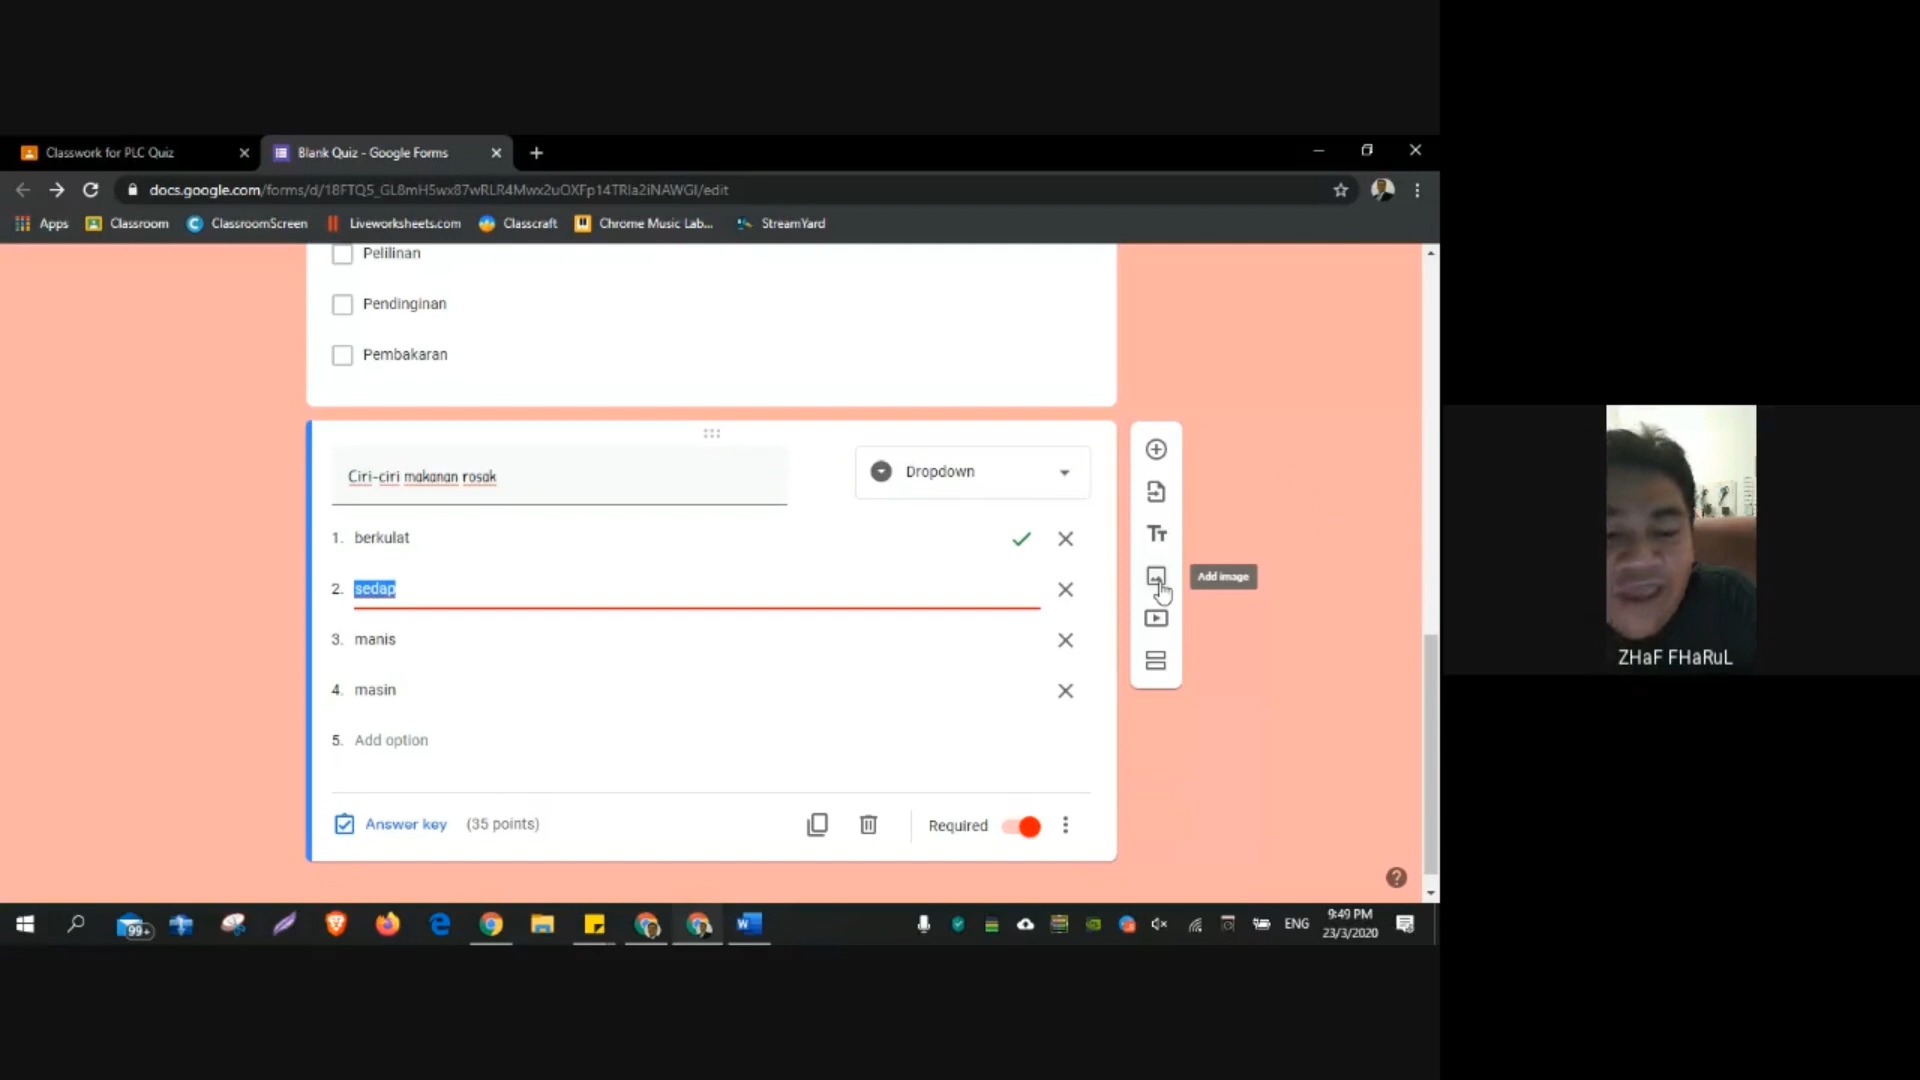 Classwork for PLC Quiz
Blank Quiz - Google Forms
docs.google.com/forms/d/18FTQ5_GL8mH5wx87wRLR4Mwx2uOXFp14TRIa2iNAWGI/edit
Apps
Classroom
ClassroomScreen
Liveworksheets.com
Classcraft
Chrome Music Lab...
StreamYard
Pelilinan
Pendinginan
Pembakaran
Ciri-ciri makanan rosak
Dropdown
1. berkulat
2. sedap
Add image
3. manis
4. masin
5. Add option
ZHaF FHaRuL
Answer key (35 points)
Required
99+
ENG
9:49 PM
23/3/2020